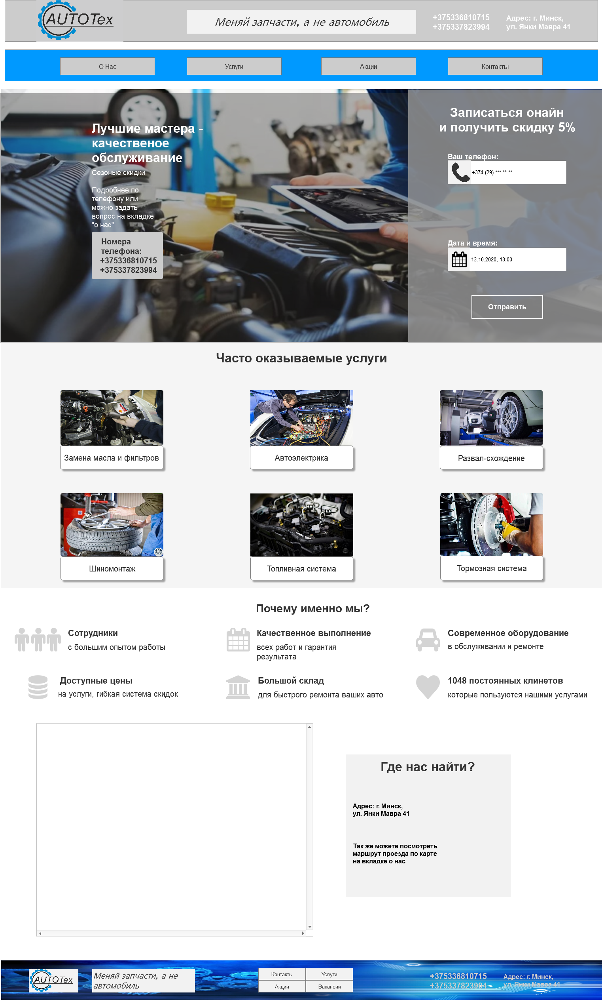 AUTOTex
Меняй запчасти, а не автомобиль
+375336810715
+375337823994
Адрес: г. Минск,
ул. Янки Мавра 41
О Нас
Услуги
Акции
Контакты
Лучшие мастера -
качественое
обслуживание
Сезоные скидки
Подробнее по
телефону или
можно задать
вопрос на вкладке
"о нас"
Номера
телефона:
+375336810715
+375337823994
Записаться онайн
и получить скидку 5%
Ваш телефон:
+374 (29) *** ** **
Дата и время:
13.10.2020, 13:00
Отправить
Часто оказываемые услуги
Замена масла и фильтров
Автоэлектрика
Развал-схождение
Шиномонтаж
Топливная система
Тормозная система
Почему именно мы?
Сотрудники
с большим опытом работы
Качественное выполнение
всех работ и гарантия
результата
Современное оборудование
в обслуживании и ремонте
Доступные цены
на услуги, гибкая система скидок
Большой склад
для быстрого ремонта ваших авто
1048 постоянных клинетов
которые пользуются нашими услугами
Где нас найти?
Адрес: г. Минск,
ул. Янки Мавра 41
Так же можете посмотреть
маршрут проезда по карте
на вкладке о нас
AUTOTex
Меняй запчасти, а не
автомобиль
Контакты
Услуги
Акции
Вакансии
+375336810715
+375337823994
Адрес: г. Минск,
ул. Янки Мавра 41